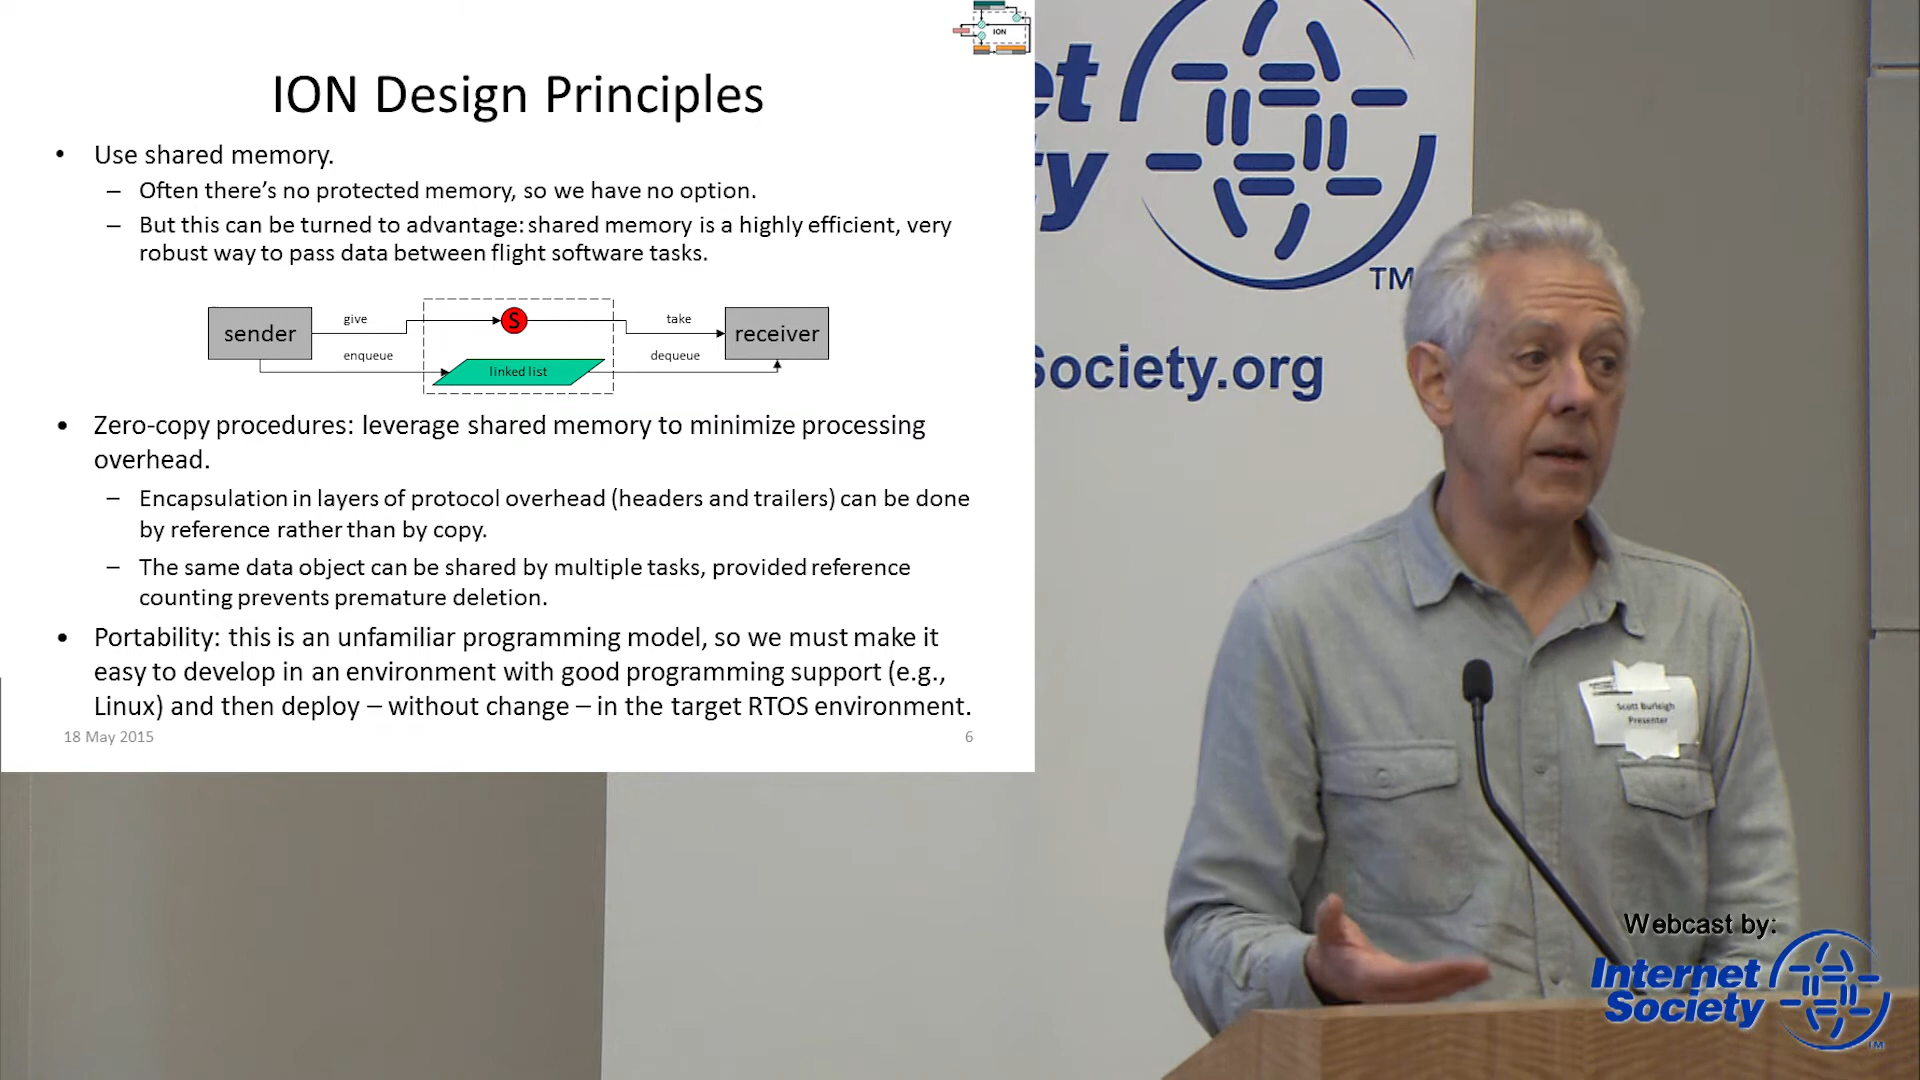 ION
ION Design Principles
• Use shared memory.
– Often there's no protected memory, so we have no option.
– But this can be turned to advantage: shared memory is a highly efficient, very
robust way to pass data between flight software tasks.
sender
give
enqueue
S
linked list
take
dequeue
receiver
• Zero-copy procedures: leverage shared memory to minimize processing
overhead.
– Encapsulation in layers of protocol overhead (headers and trailers) can be done
by reference rather than by copy.
– The same data object can be shared by multiple tasks, provided reference
counting prevents premature deletion.
• Portability: this is an unfamiliar programming model, so we must make it
easy to develop in an environment with good programming support (e.g.,
Linux) and then deploy – without change – in the target RTOS environment.
18 May 2015
6
et
ty
TM
Society.org
Scott Burleigh
Presenter
Webcast by:
Internet
Society
TM